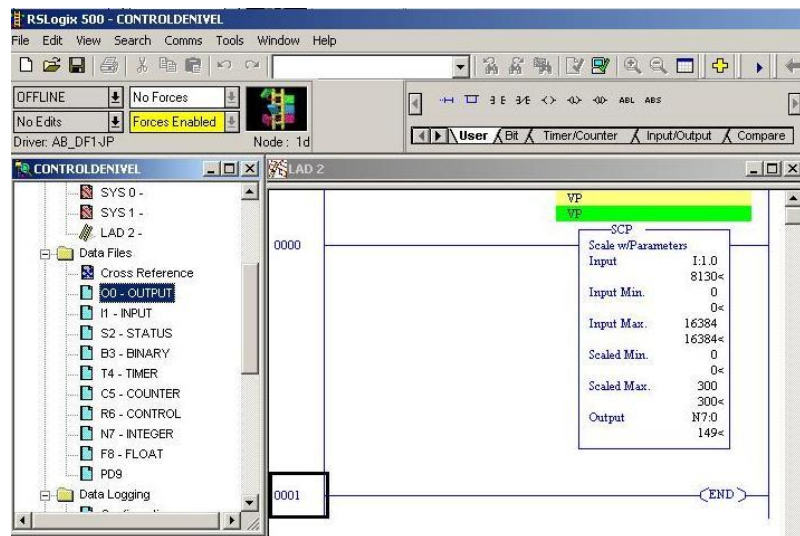 RSLogix 500 - CONTROLDENIVEL
File Edit View Search Comms Tools Window Help
OFFLINE No Forces
No Edits Forces Enabled
Driver: AB_DF1-JP Node : 1d
ABL ABS
User Bit Timer/Counter Input/Output Compare
CONTROLDENIVEL
SYS 0 -
SYS 1 -
LAD 2 -
Data Files
Cross Reference
O0 - OUTPUT
I1 - INPUT
S2 - STATUS
B3 - BINARY
T4 - TIMER
C5 - COUNTER
R6 - CONTROL
N7 - INTEGER
F8 - FLOAT
PD9
Data Logging
LAD 2
VP
VP
0000
SCP
Scale w/Parameters
Input I:1.0
8130<
Input Min. 0
0<
Input Max. 16384
16384<
Scaled Min. 0
0<
Scaled Max. 300
300<
Output N7:0
149<
0001
END